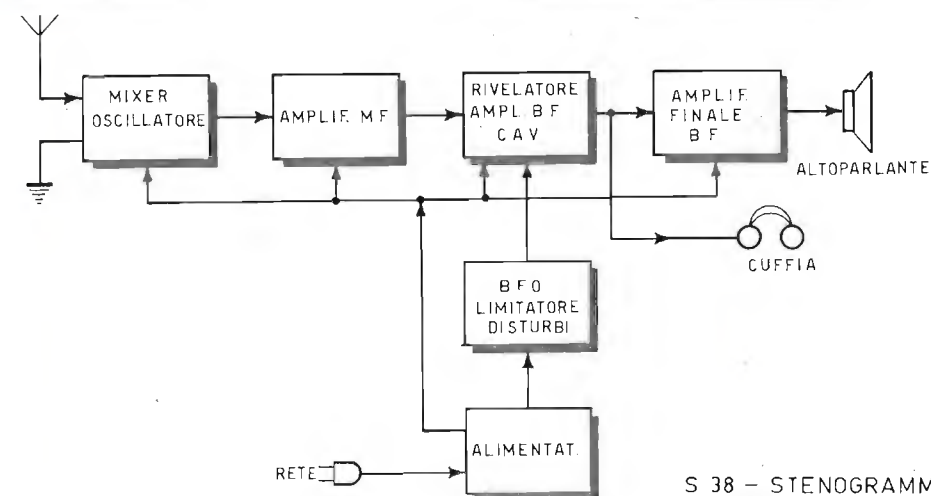 MIXER
OSCILLATORE
AMPLIF. M.F.
RIVELATORE
AMPL. B.F.
C.A.V.
AMPLIF.
FINALE
B.F.
ALTOPARLANTE
CUFFIA
B.F.O.
LIMITATORE
DISTURBI
ALIMENTAT.
RETE
S 38 – STENOGRAMM